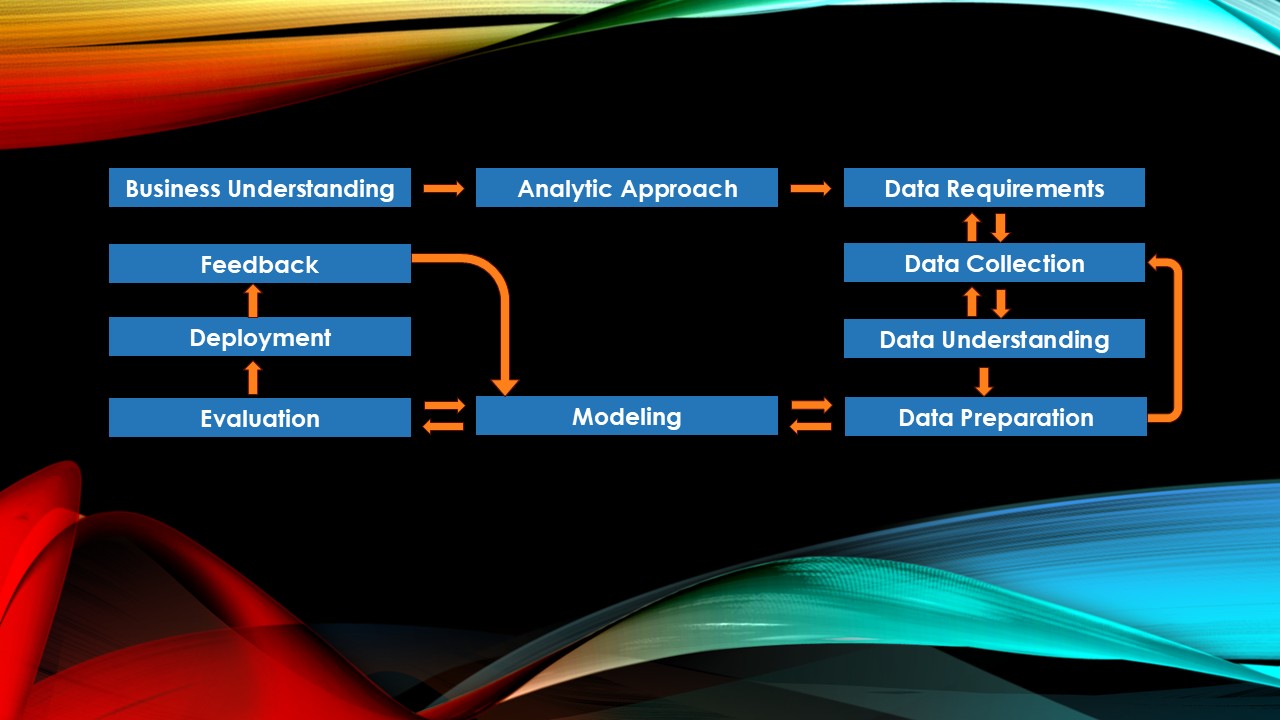 Business Understanding
Analytic Approach
Data Requirements
Feedback
Data Collection
Deployment
Data Understanding
Evaluation
Modeling
Data Preparation